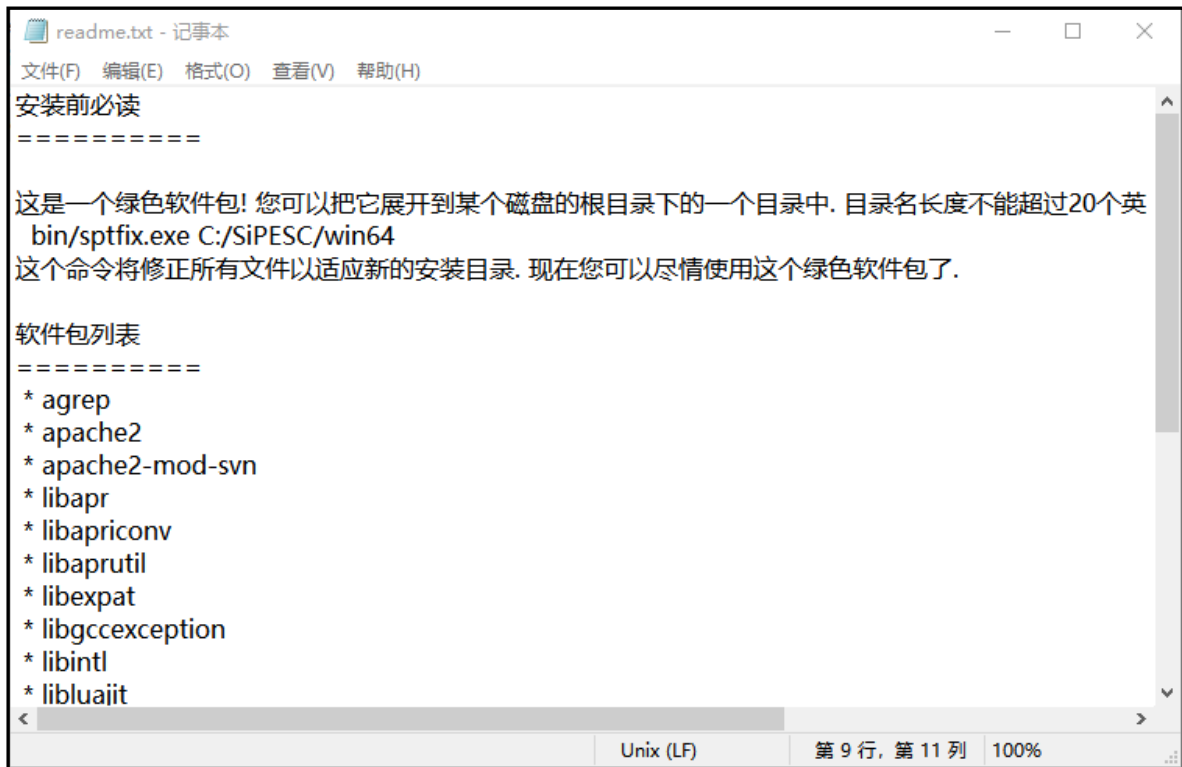 readme.txt - 记事本
文件(F) 编辑(E) 格式(O) 查看(V) 帮助(H)
安装前必读
==========
这是一个绿色软件包! 您可以把它展开到某个磁盘的根目录下的一个目录中. 目录名长度不能超过20个英
bin/sptfix.exe C:/SiPESC/win64
这个命令将修正所有文件以适应新的安装目录. 现在您可以尽情使用这个绿色软件包了.
软件包列表
==========
* agrep
* apache2
* apache2-mod-svn
* libapr
* libapriconv
* libaprutil
* libexpat
* libgccexception
* libintl
* libluajit
Unix (LF) 第 9 行, 第 11 列 100%